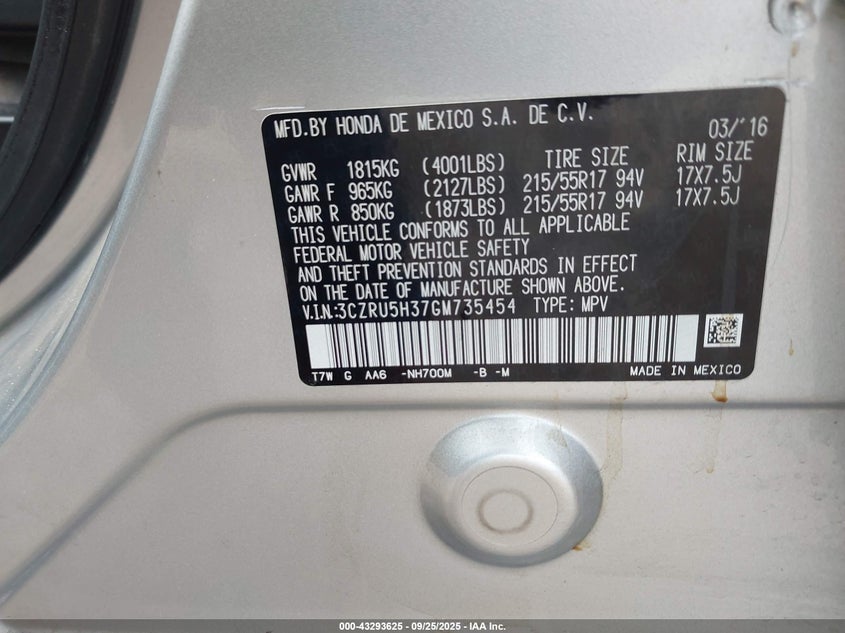 MFD.BY HONDA DE MEXICO S.A. DE C.V.
03/'16
GVWR 1815KG (4001LBS) TIRE SIZE RIM SIZE
GAWR F 965KG (2127LBS) 215/55R17 94V 17X7.5J
GAWR R 850KG (1873LBS) 215/55R17 94V 17X7.5J
THIS VEHICLE CONFORMS TO ALL APPLICABLE
FEDERAL MOTOR VEHICLE SAFETY
AND THEFT PREVENTION STANDARDS IN EFFECT
ON THE DATE OF MANUFACTURE SHOWN ABOVE.
V.I.N.:3CZRU5H37GM735454 TYPE: MPV
T7W G AA6 -NH700M -B -M MADE IN MEXICO
000-43293625 - 09/25/2025 - IAA Inc.